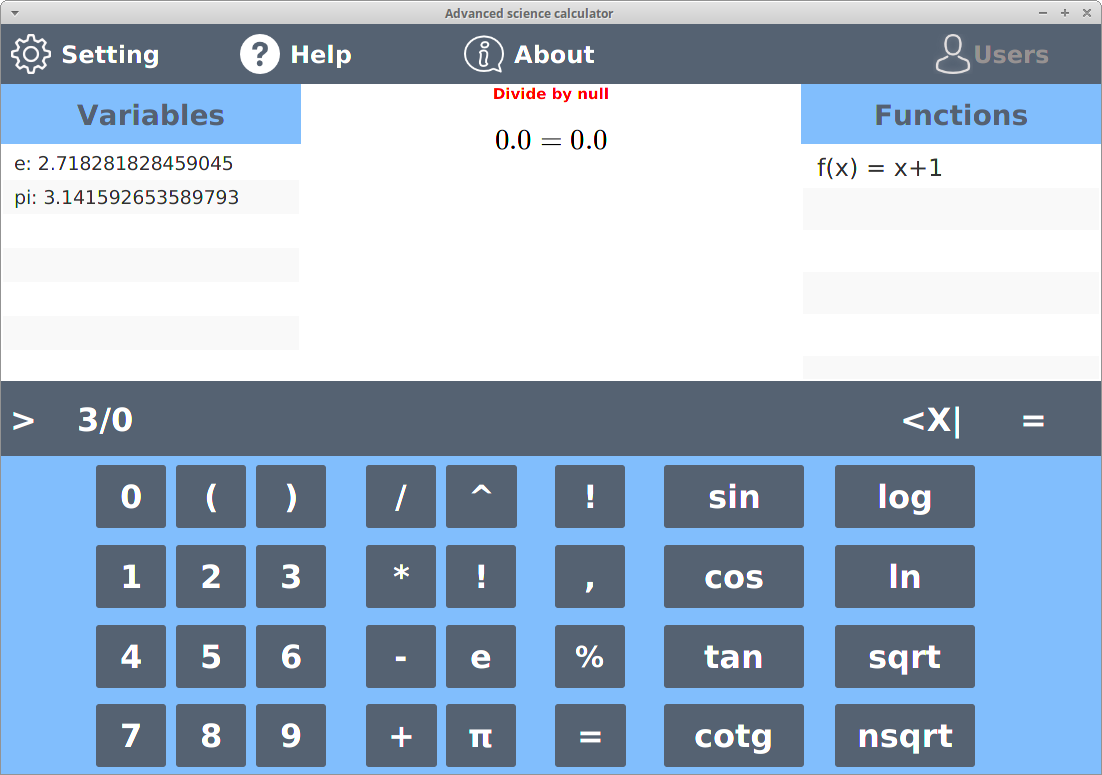 Advanced science calculator
Setting Help About Users
Variables
e: 2.718281828459045
pi: 3.141592653589793
Divide by null
0.0 = 0.0
Functions
f(x) = x+1
> 3/0 <X| =
0 ( ) / ^ ! sin log
1 2 3 * ! , cos ln
4 5 6 - e % tan sqrt
7 8 9 + π = cotg nsqrt